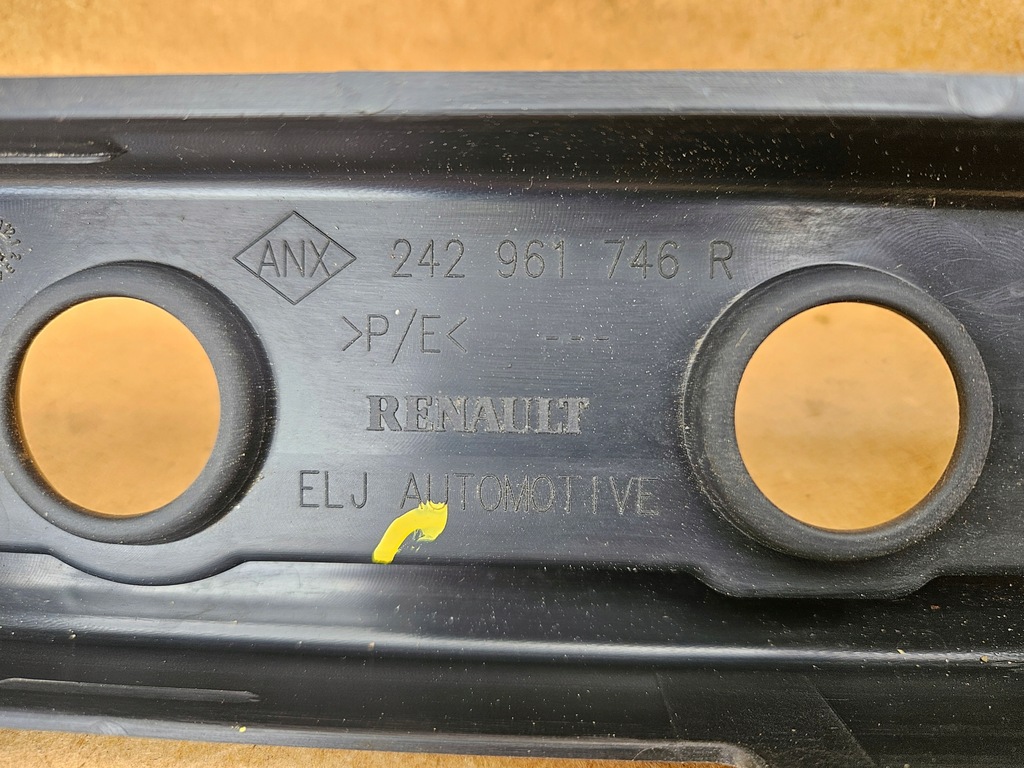 ANX 242 961 746 R
>P/E< ---
RENAULT
ELJ AUTOMOTIVE